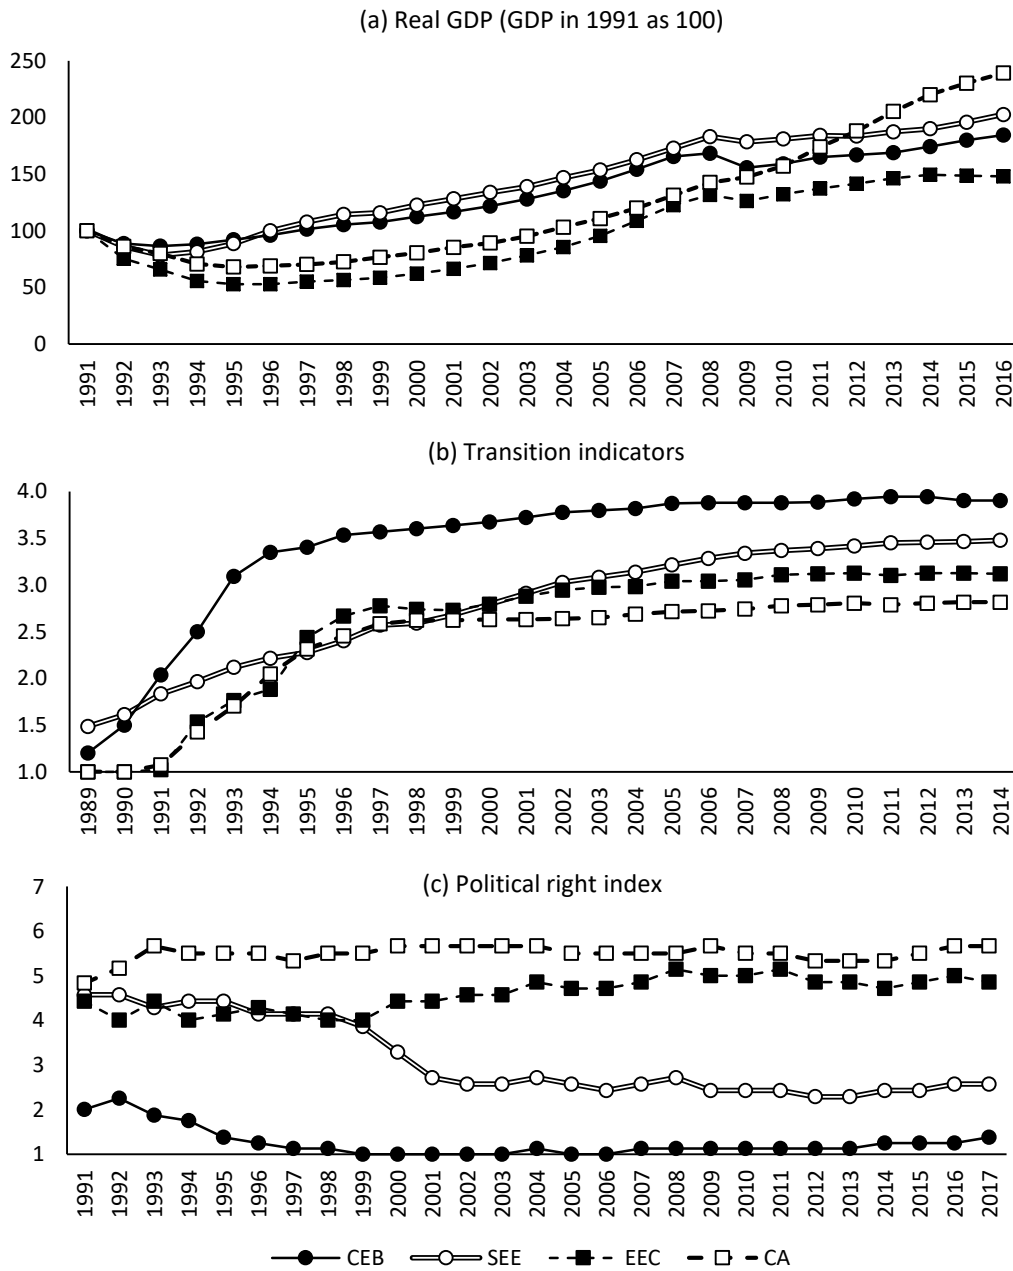 (a) Real GDP (GDP in 1991 as 100)
250
200
150
100
50
0
1991 1992 1993 1994 1995 1996 1997 1998 1999 2000 2001 2002 2003 2004 2005 2006 2007 2008 2009 2010 2011 2012 2013 2014 2015 2016
(b) Transition indicators
4.0
3.5
3.0
2.5
2.0
1.5
1.0
1989 1990 1991 1992 1993 1994 1995 1996 1997 1998 1999 2000 2001 2002 2003 2004 2005 2006 2007 2008 2009 2010 2011 2012 2013 2014
(c) Political right index
7
6
5
4
3
2
1
1991 1992 1993 1994 1995 1996 1997 1998 1999 2000 2001 2002 2003 2004 2005 2006 2007 2008 2009 2010 2011 2012 2013 2014 2015 2016 2017
CEB SEE EEC CA